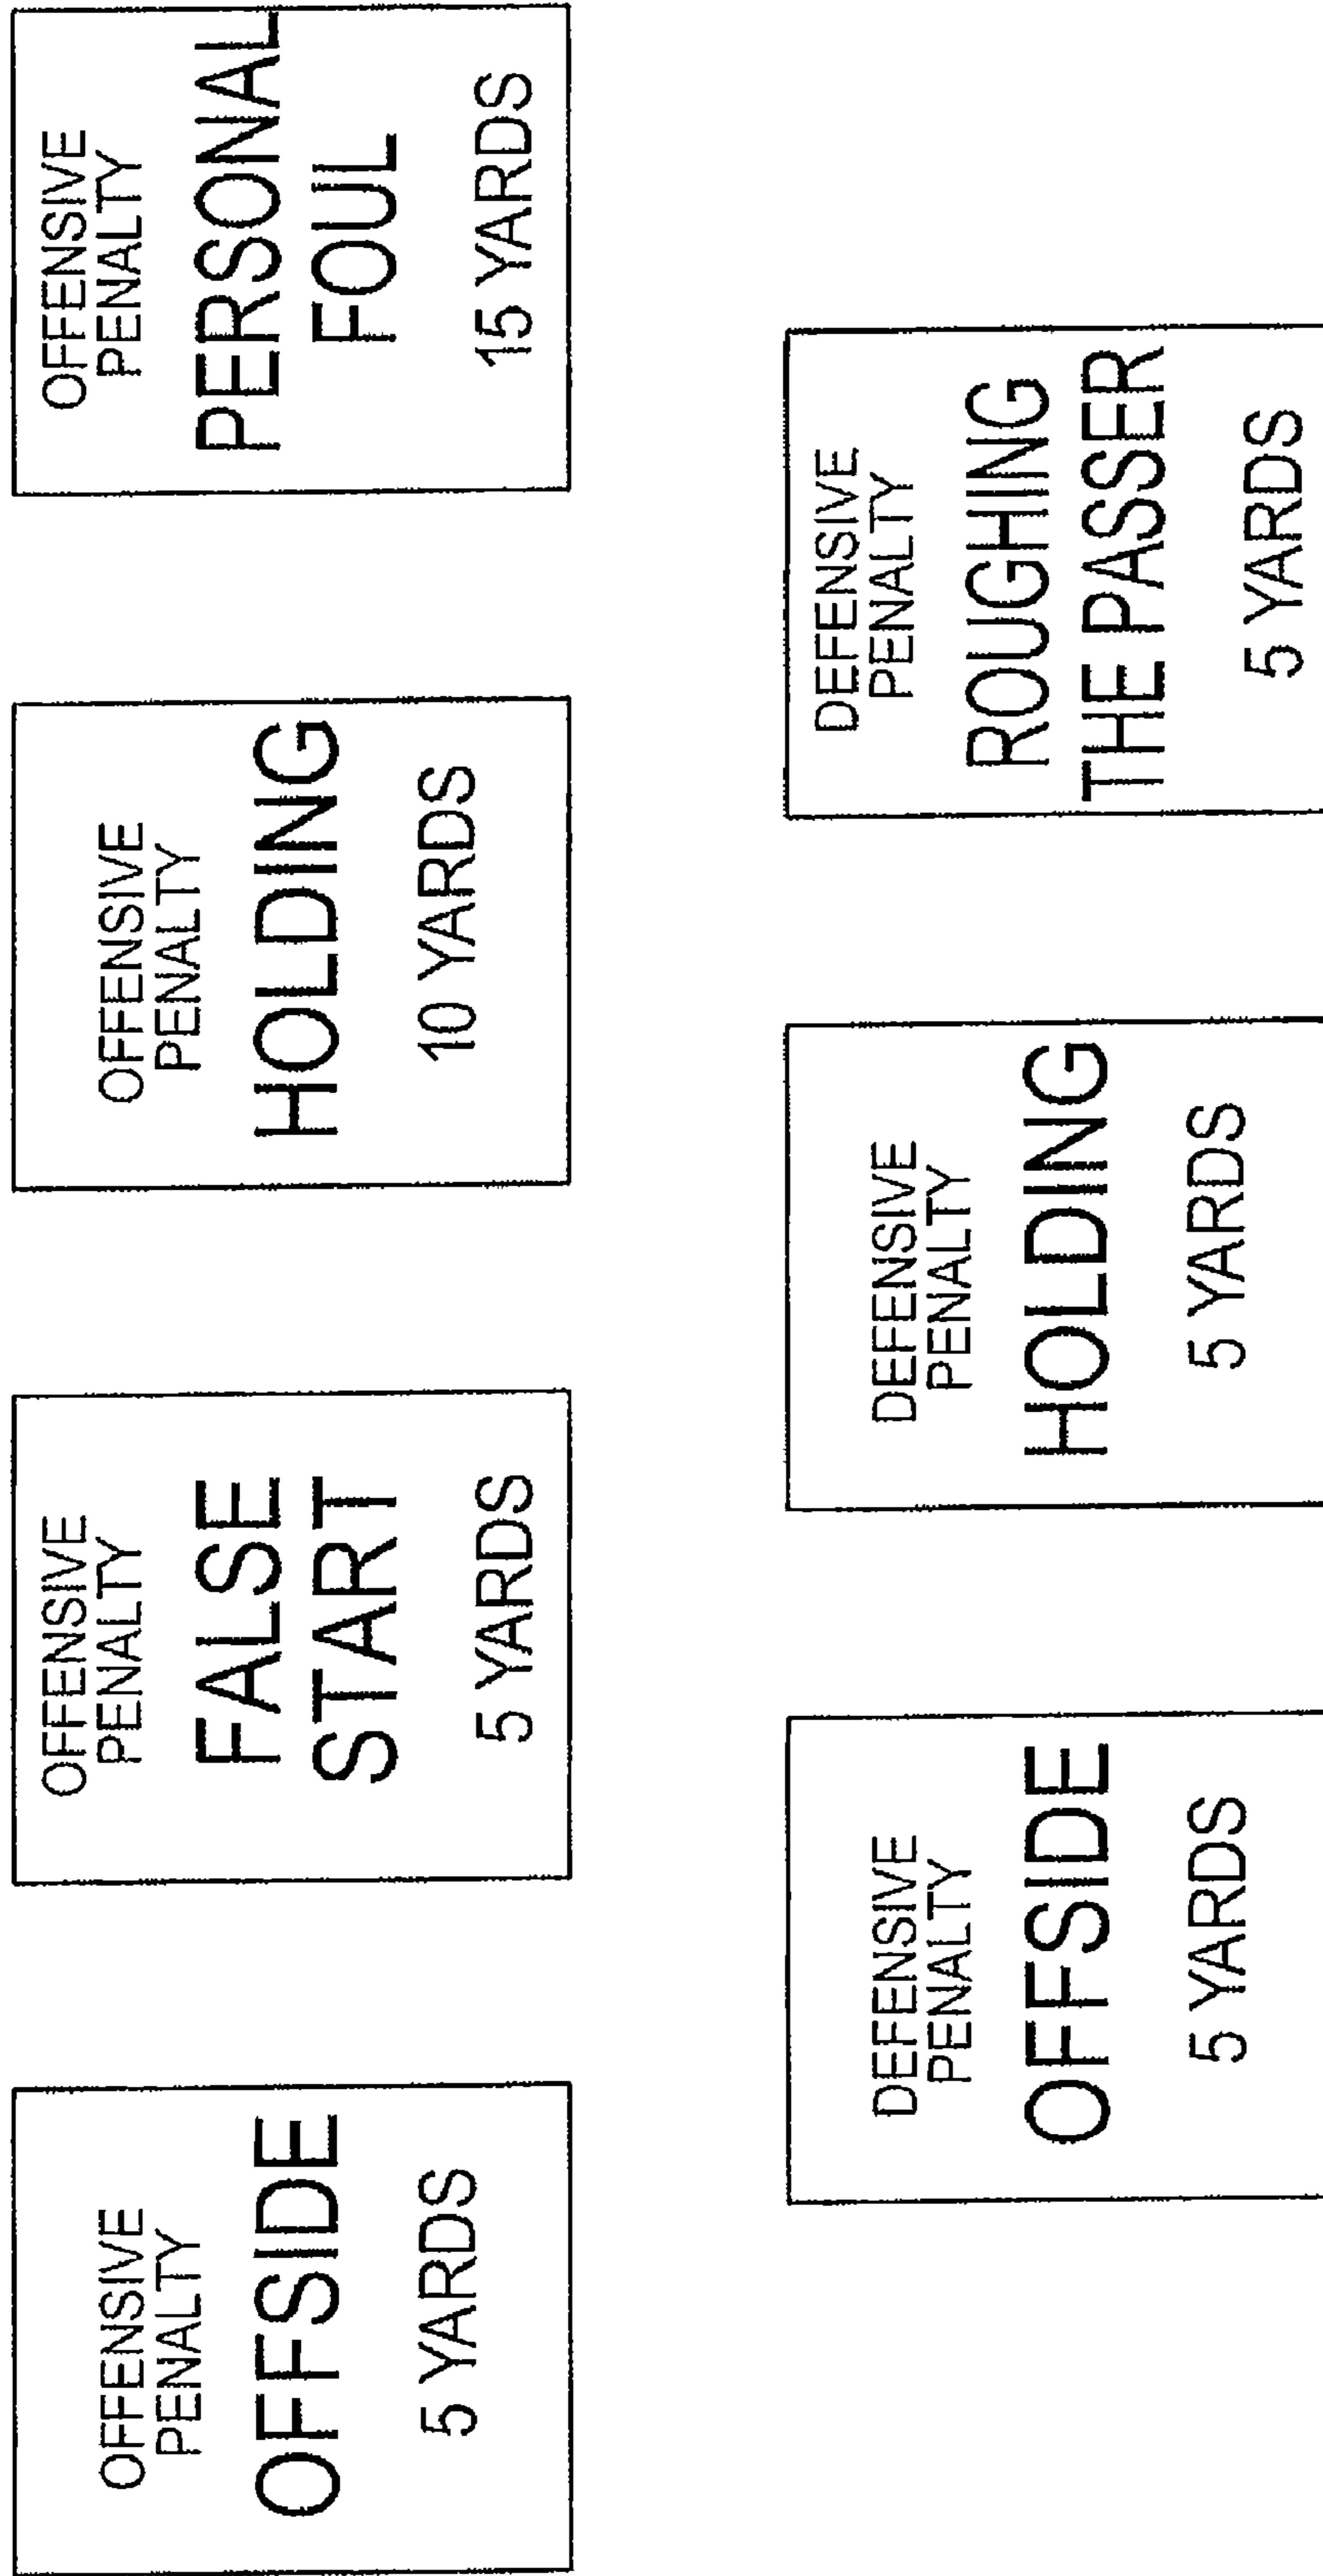 OFFENSIVE
PENALTY
OFFSIDE
5 YARDS
OFFENSIVE
PENALTY
FALSE
START
5 YARDS
OFFENSIVE
PENALTY
HOLDING
10 YARDS
OFFENSIVE
PENALTY
PERSONAL
FOUL
15 YARDS
DEFENSIVE
PENALTY
OFFSIDE
5 YARDS
DEFENSIVE
PENALTY
HOLDING
5 YARDS
DEFENSIVE
PENALTY
ROUGHING
THE PASSER
5 YARDS